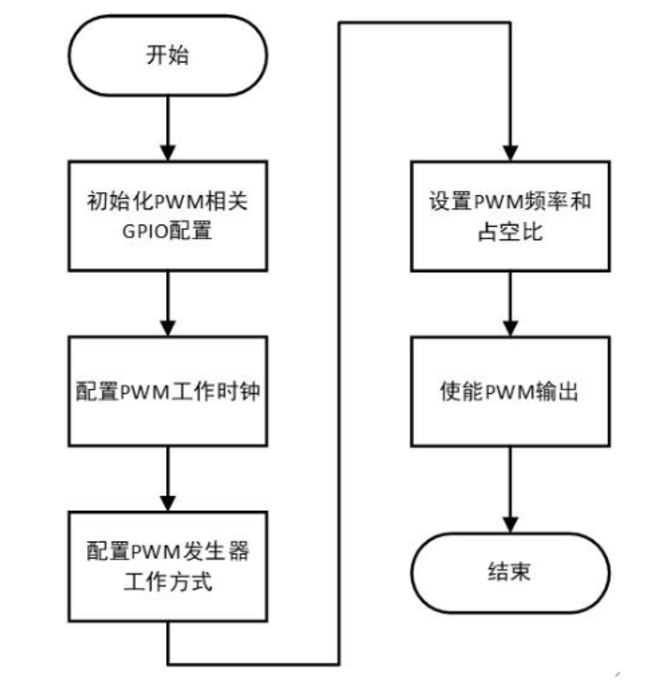 开始
初始化PWM相关
GPIO配置
配置PWM工作时钟
配置PWM发生器
工作方式
设置PWM频率和
占空比
使能PWM输出
结束